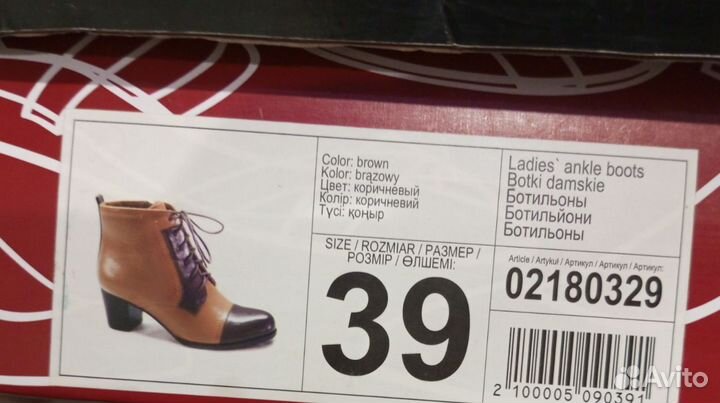 Color: brown
Kolor: brązowy
Цвет: коричневый
Колір: коричневий
Түсі: қоңыр
SIZE / ROZMIAR / РАЗМЕР /
РОЗМІР / ӨЛШЕМІ:
39
Ladies` ankle boots
Botki damskie
Ботильоны
Ботильйони
Ботильоны
Article / Artykuł / Артикул / Артикул / Артикул:
02180329
2 100005 090391
Avito